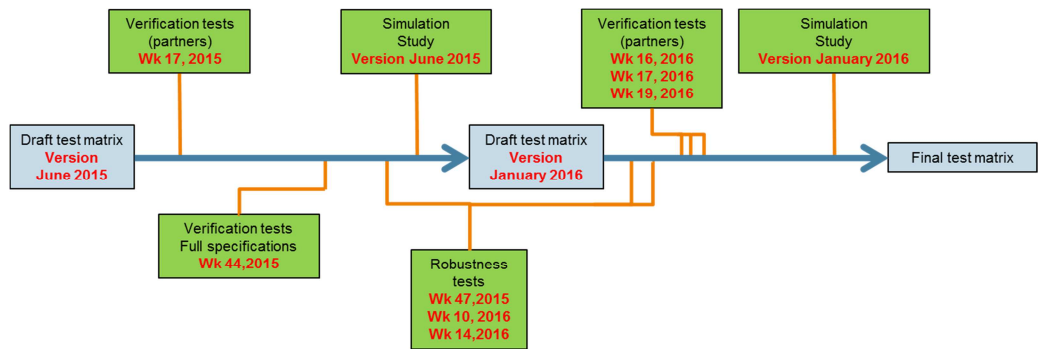 Verification tests
(partners)
Wk 17, 2015
Simulation
Study
Version June 2015
Verification tests
(partners)
Wk 16, 2016
Wk 17, 2016
Wk 19, 2016
Simulation
Study
Version January 2016
Draft test matrix
Version
June 2015
Draft test matrix
Version
January 2016
Final test matrix
Verification tests
Full specifications
Wk 44,2015
Robustness
tests
Wk 47,2015
Wk 10, 2016
Wk 14,2016